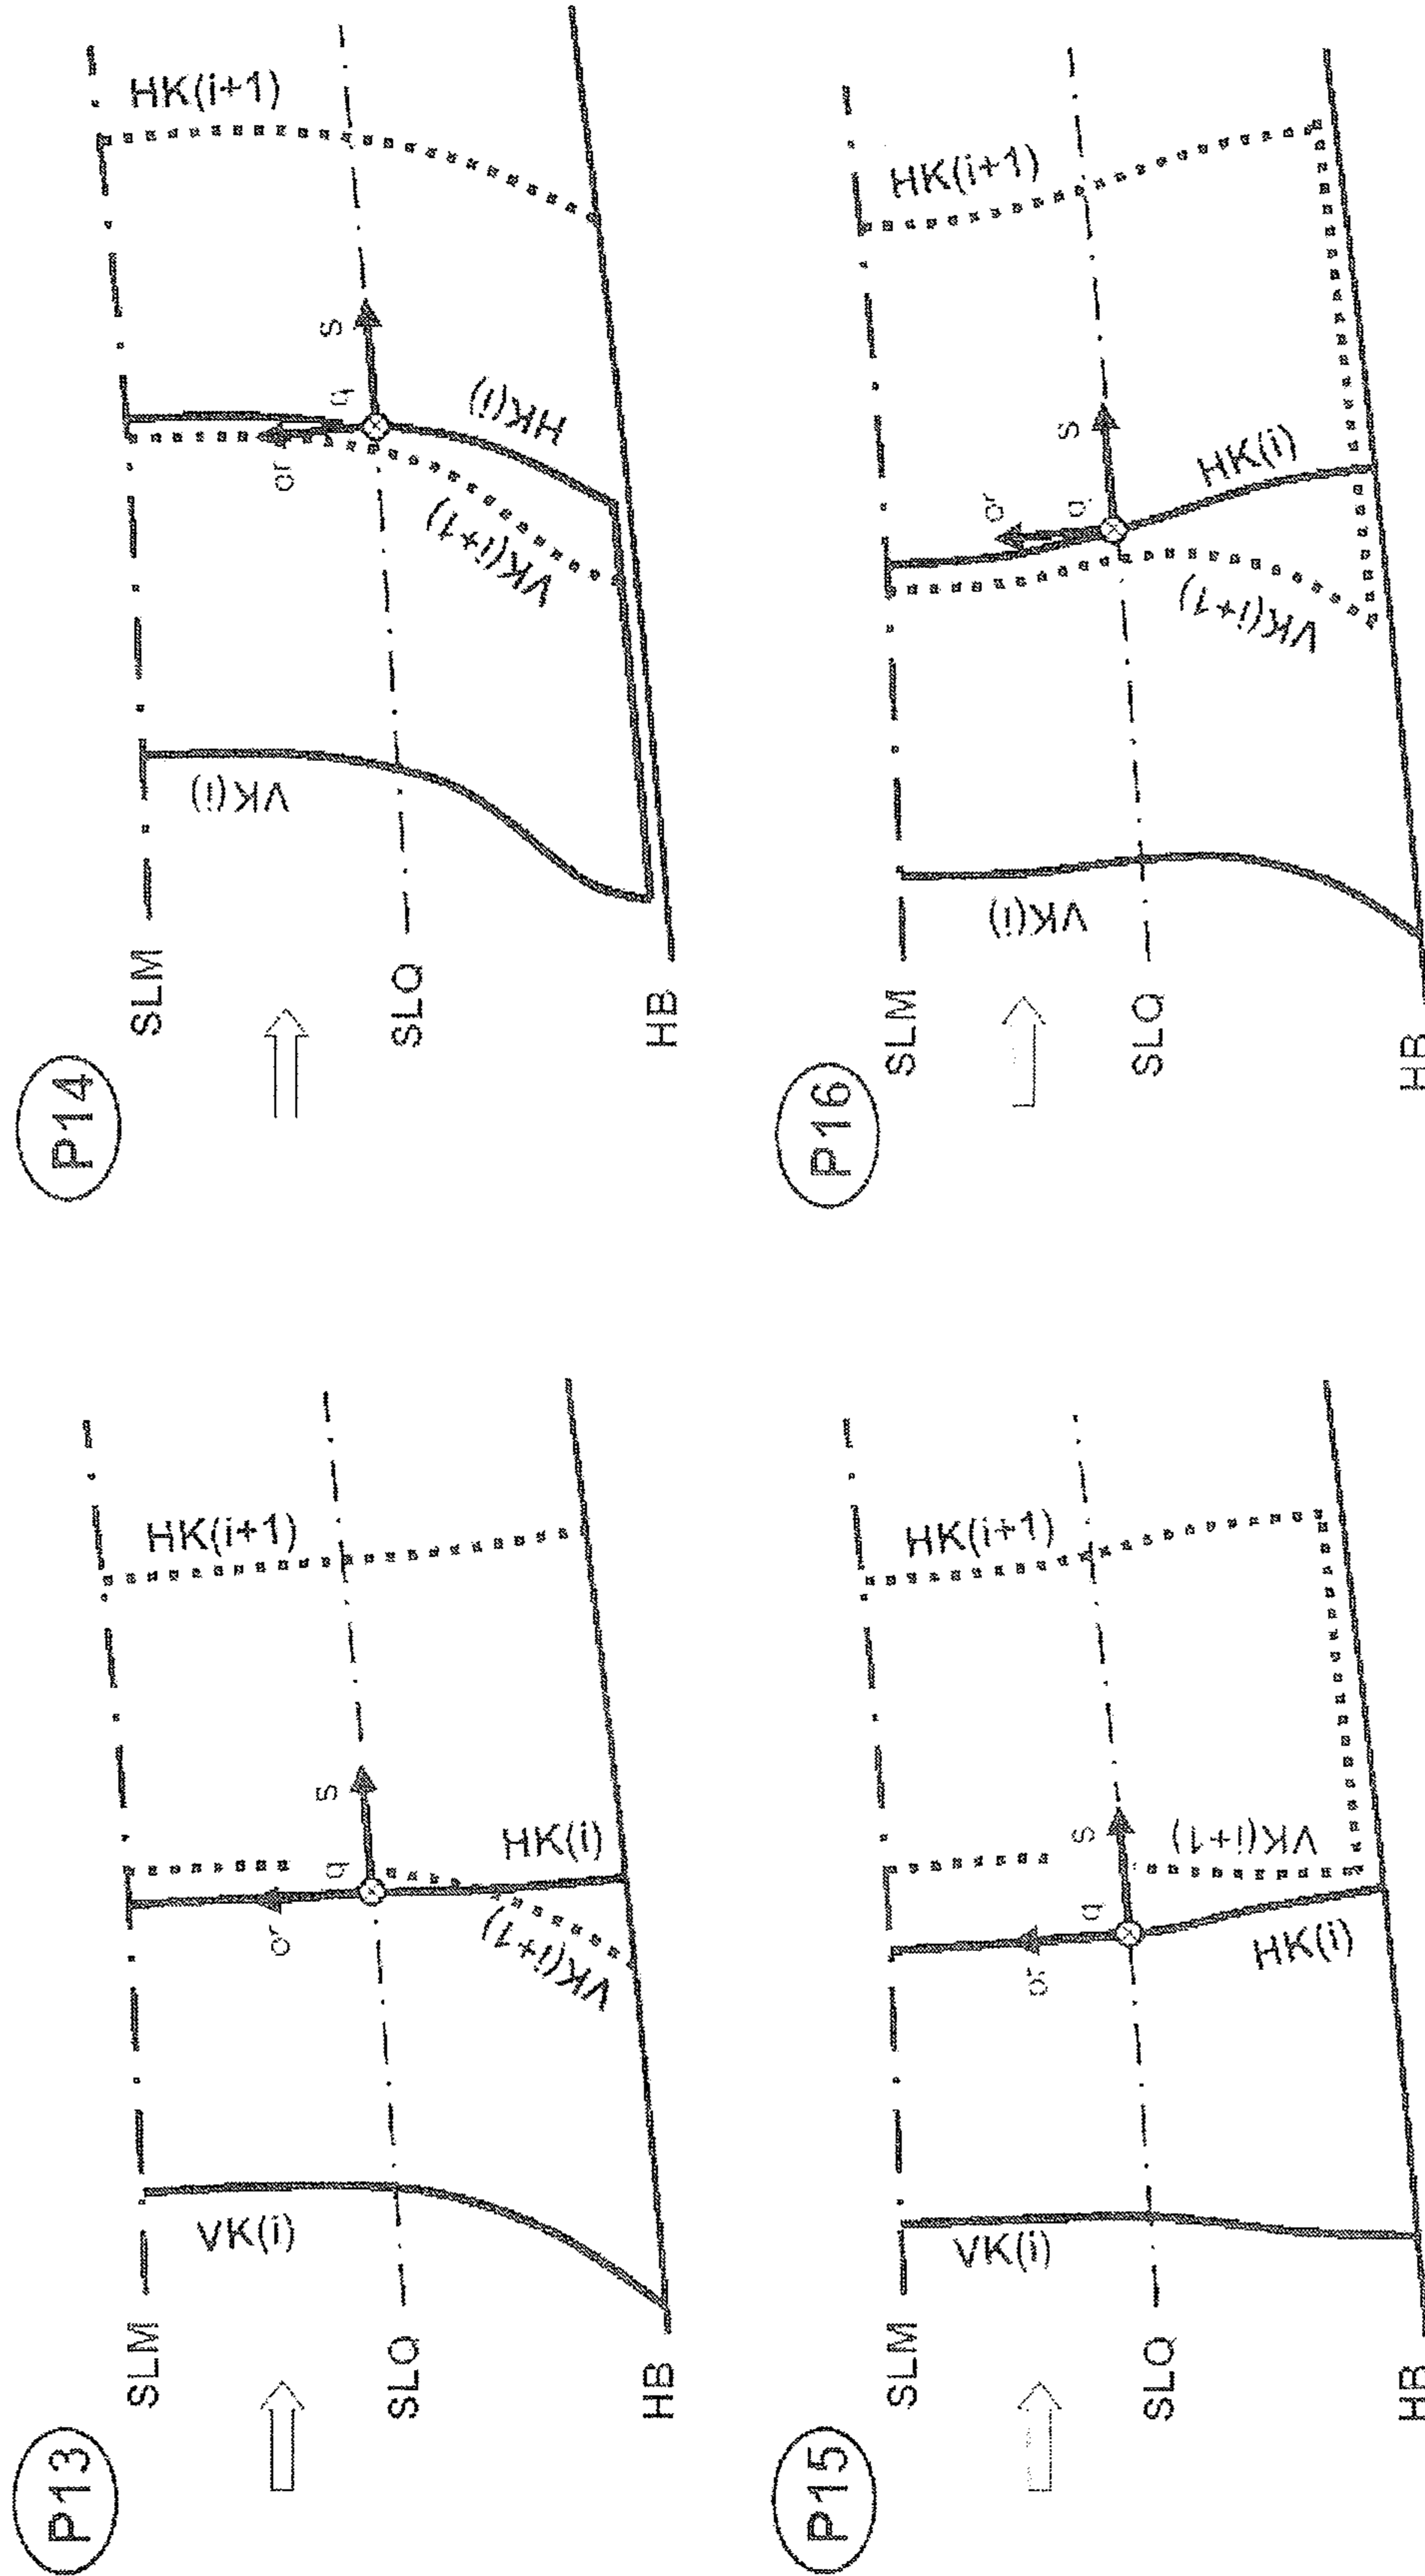 P13
SLM
VK(i)
HK(i+1)
or
q
s
SLQ
VK(i+1)
HK(i)
HB
P14
SLM
VK(i)
HK(i+1)
or
q
s
SLQ
VK(i+1)
HK(i)
HB
P15
SLM
VK(i)
HK(i+1)
or
q
s
SLQ
HK(i)
VK(i+1)
HB
P16
SLM
VK(i)
HK(i+1)
or
q
s
SLQ
VK(i+1)
HK(i)
HB